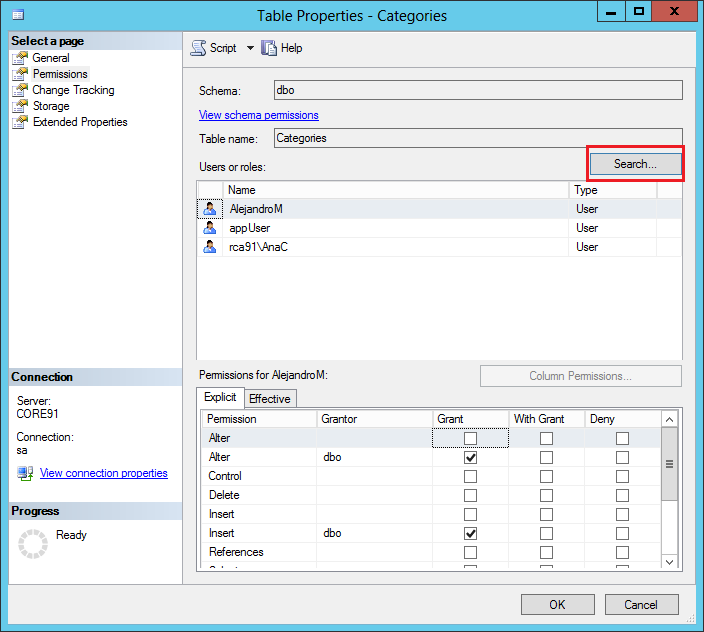 Table Properties - Categories
X
Select a page
General
Permissions
Change Tracking
Storage
Extended Properties
Script
Help
Schema:
dbo
View schema permissions
Table name:
Categories
Users or roles:
Search...
Name
Type
AlejandroM
User
appUser
User
rca91\AnaC
User
Connection
Server:
CORE91
Connection:
sa
View connection properties
Progress
Ready
Permissions for AlejandroM:
Column Permissions...
Explicit
Effective
Permission Grantor Grant With Grant Deny
Alter
Alter dbo
Control
Delete
Insert
Insert dbo
References
OK
Cancel